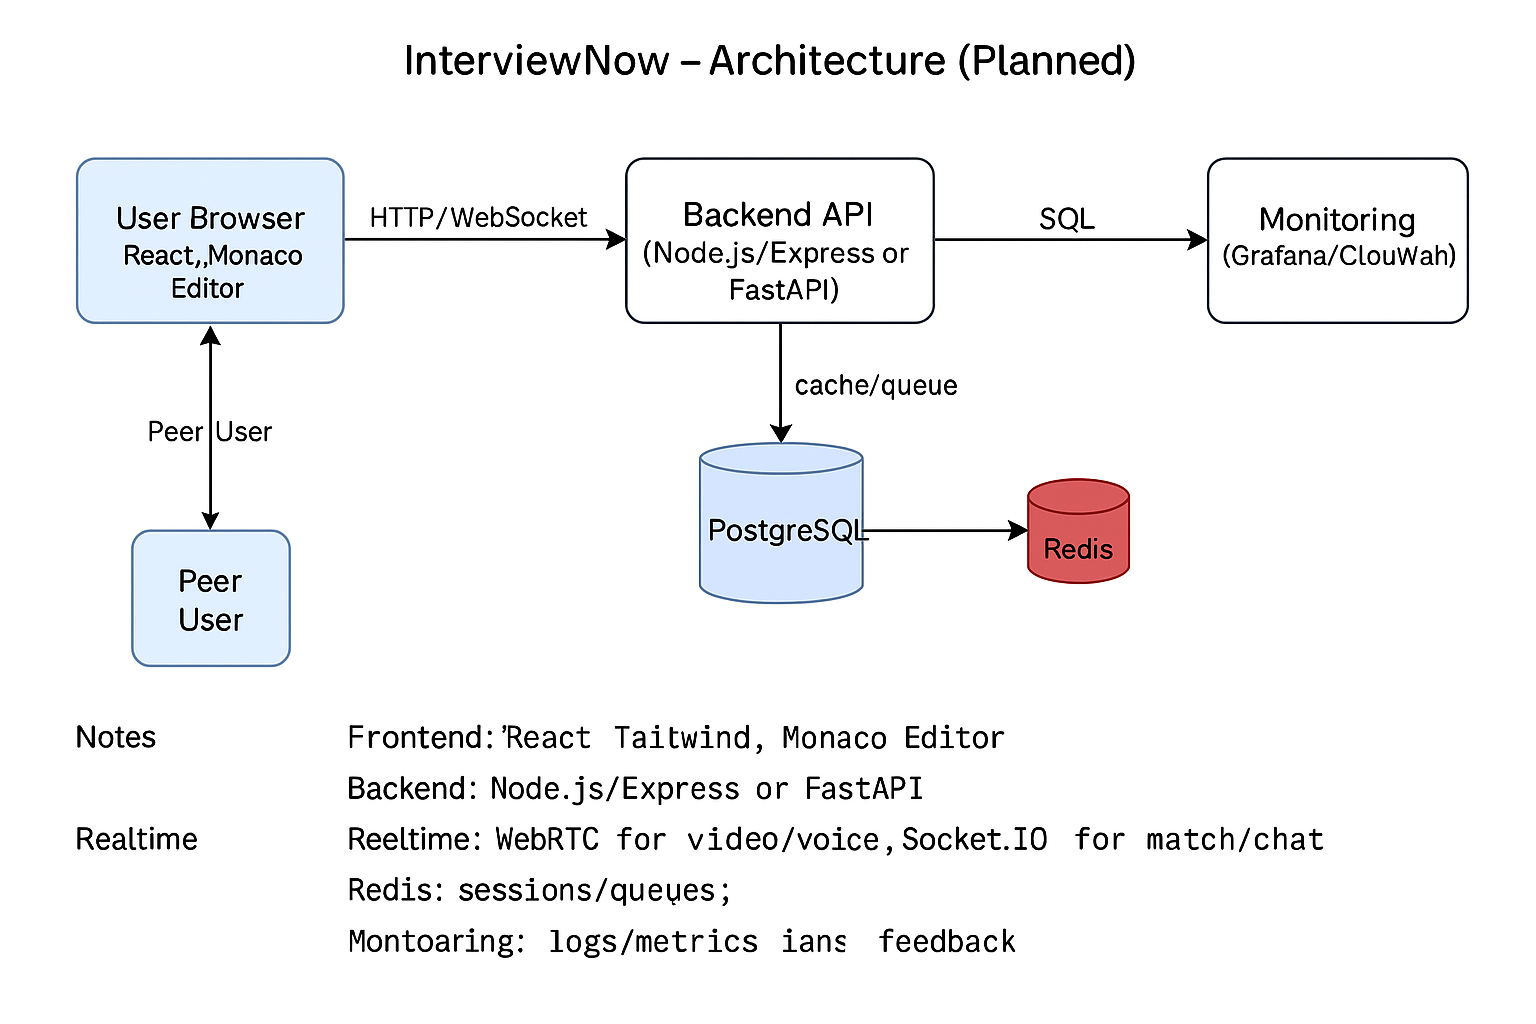 InterviewNow – Architecture (Planned)
User Browser
React,,Monaco
Editor
HTTP/WebSocket
Backend API
(Node.js/Express or
FastAPI)
SQL
Monitoring
(Grafana/ClouWah)
cache/queue
Peer User
PostgreSQL
Redis
Peer
User
Notes
Frontend: ’React Taitwind, Monaco Editor
Backend: Node.js/Express or FastAPI
Realtime
Reeltime: WebRTC for video/voice, Socket.IO for match/chat
Redis: sessions/queues;
Montoaring: logs/metrics ians feedback